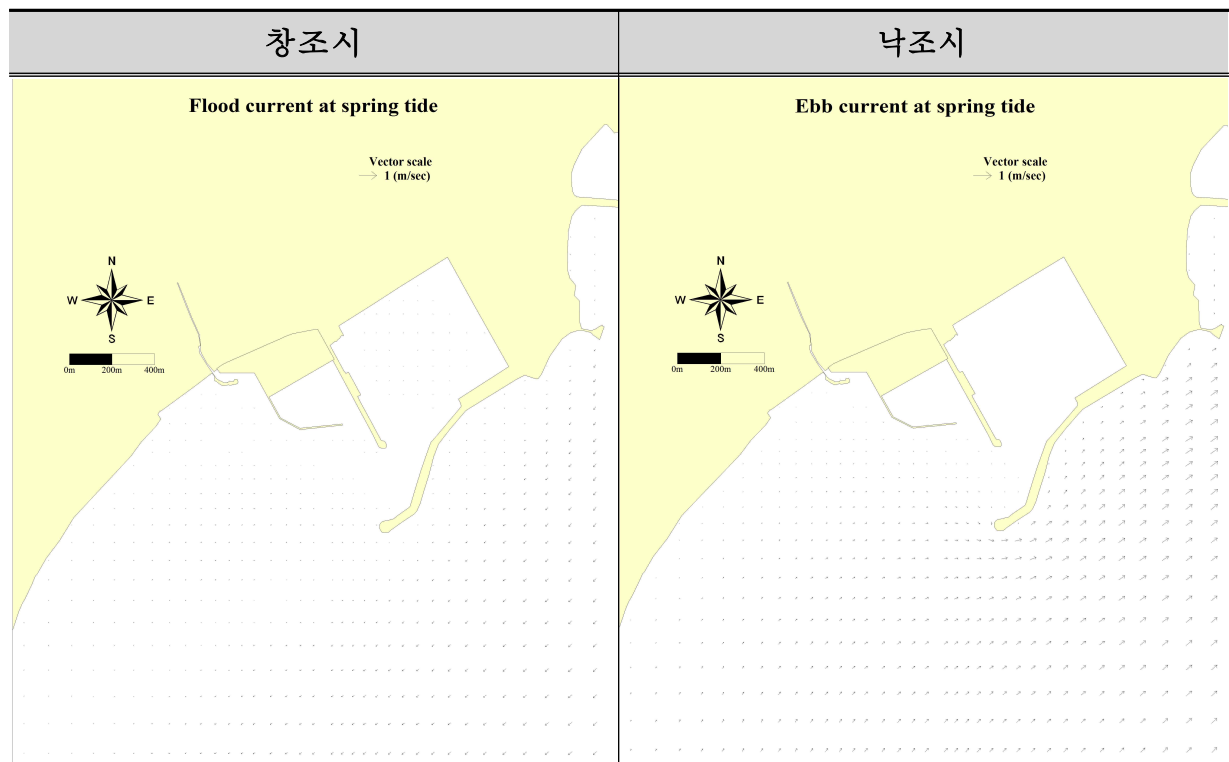 창조시
낙조시
Flood current at spring tide
Vector scale
1 (m/sec)
N
W E
S
0m 200m 400m
Ebb current at spring tide
Vector scale
1 (m/sec)
N
W E
S
0m 200m 400m